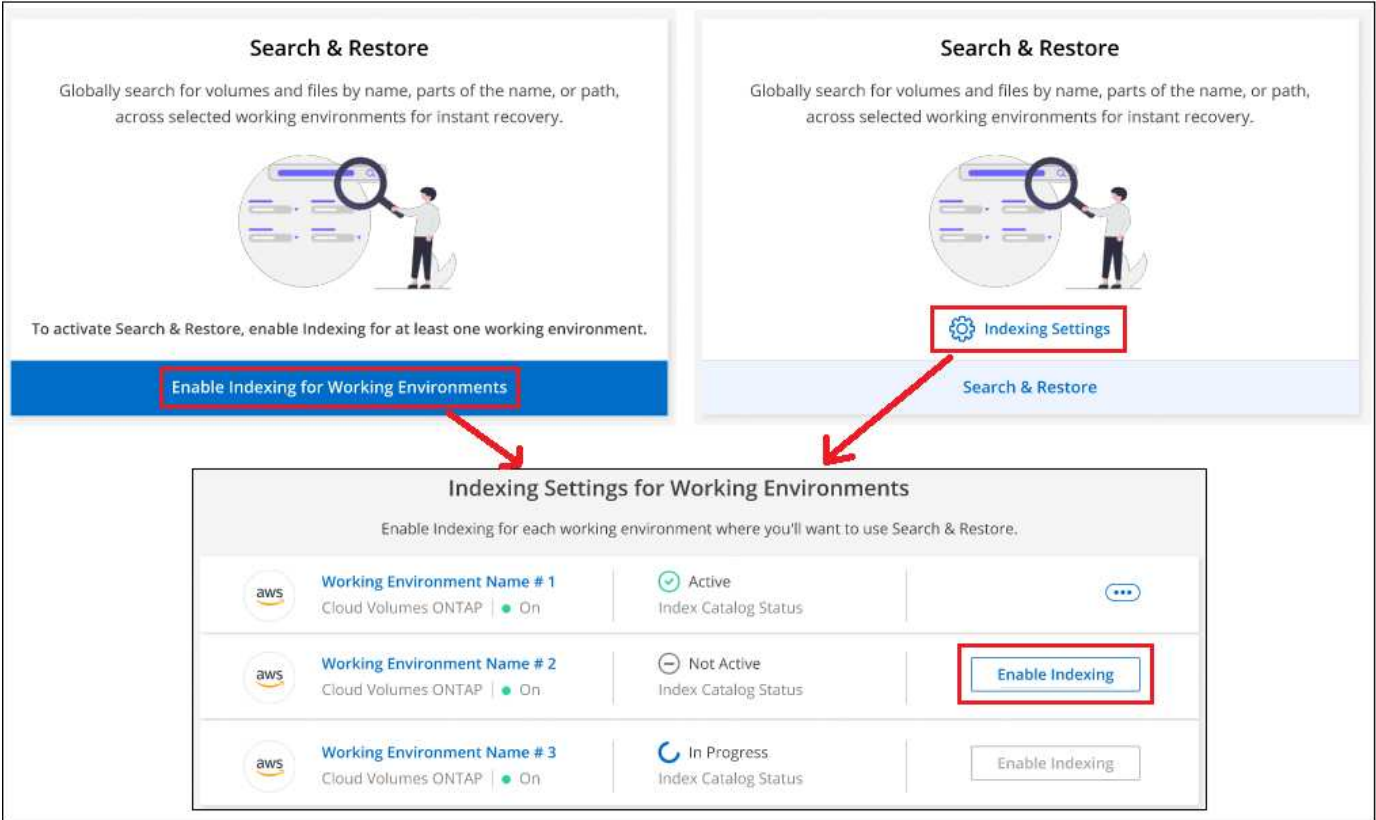 Search & Restore
Globally search for volumes and files by name, parts of the name, or path,
across selected working environments for instant recovery.
To activate Search & Restore, enable Indexing for at least one working environment.
Enable Indexing for Working Environments
Search & Restore
Globally search for volumes and files by name, parts of the name, or path,
across selected working environments for instant recovery.
Indexing Settings
Search & Restore
Indexing Settings for Working Environments
Enable Indexing for each working environment where you'll want to use Search & Restore.
aws
Working Environment Name # 1
Cloud Volumes ONTAP | On
Active
Index Catalog Status
aws
Working Environment Name # 2
Cloud Volumes ONTAP | On
Not Active
Index Catalog Status
Enable Indexing
aws
Working Environment Name # 3
Cloud Volumes ONTAP | On
In Progress
Index Catalog Status
Enable Indexing